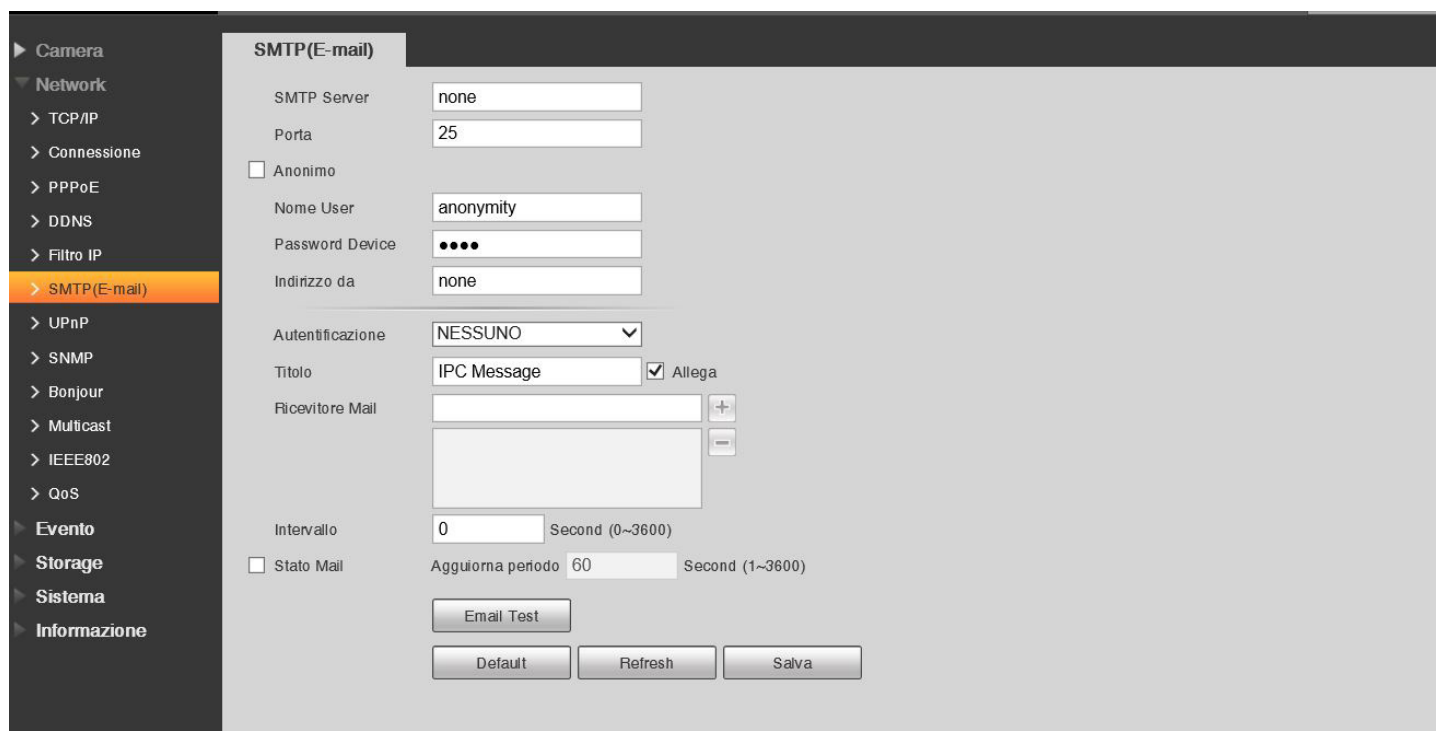 Camera
Network
TCP/IP
Connessione
PPPoE
DDNS
Filtro IP
SMTP(E-mail)
UPnP
SNMP
Bonjour
Multicast
IEEE802
QoS
Evento
Storage
Sistema
Informazione
SMTP(E-mail)
SMTP Server none
Porta 25
Anonimo
Nome User anonymity
Password Device ●●●●
Indirizzo da none
Autentificazione NESSUNO
Titolo IPC Message Allega
Ricevitore Mail
Intervallo 0 Second (0~3600)
Stato Mail Agguiorna periodo 60 Second (1~3600)
Email Test
Default Refresh Salva